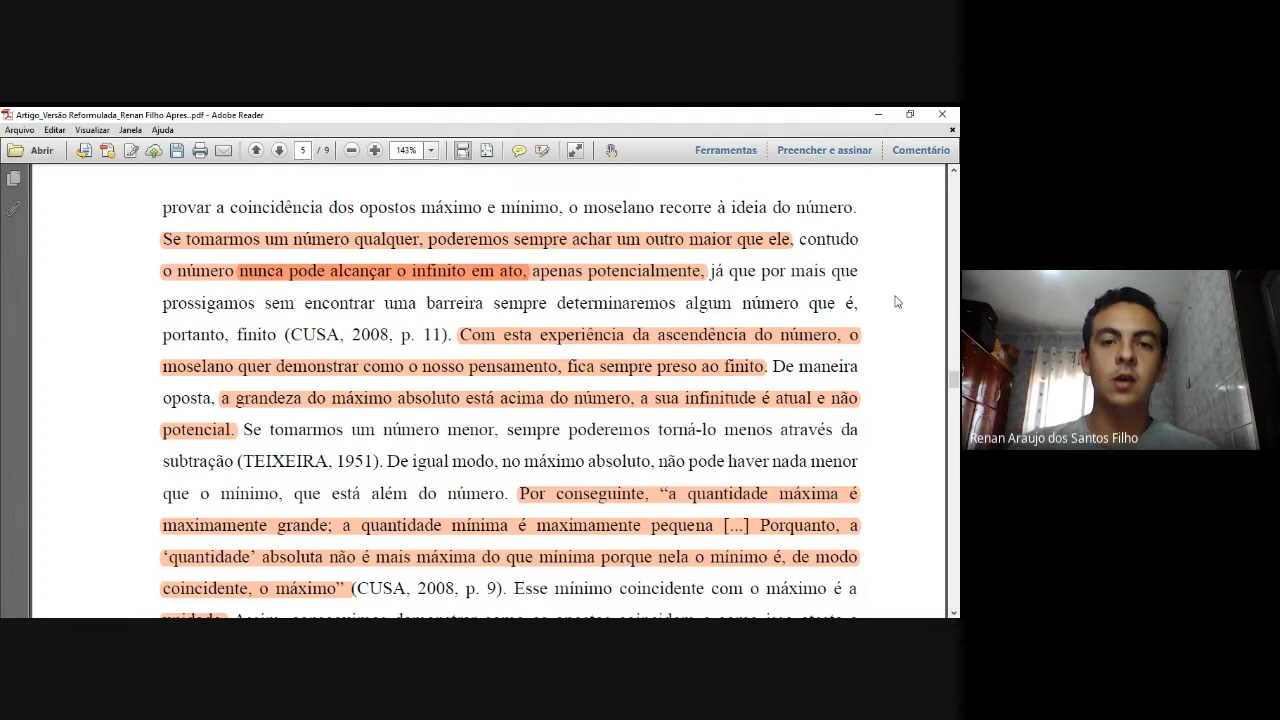 Artigo_Versão Reformulada_Renan Filho Apres..pdf - Adobe Reader
Arquivo Editar Visualizar Janela Ajuda
Abrir 5 / 9 143% Ferramentas Preencher e assinar Comentário
provar a coincidência dos opostos máximo e mínimo, o moselano recorre à ideia do número.
Se tomarmos um número qualquer, poderemos sempre achar um outro maior que ele, contudo
o número nunca pode alcançar o infinito em ato, apenas potencialmente, já que por mais que
prossigamos sem encontrar uma barreira sempre determinaremos algum número que é,
portanto, finito (CUSA, 2008, p. 11). Com esta experiência da ascendência do número, o
moselano quer demonstrar como o nosso pensamento, fica sempre preso ao finito. De maneira
oposta, a grandeza do máximo absoluto está acima do número, a sua infinitude é atual e não
potencial. Se tomarmos um número menor, sempre poderemos torná-lo menos através da
subtração (TEIXEIRA, 1951). De igual modo, no máximo absoluto, não pode haver nada menor
que o mínimo, que está além do número. Por conseguinte, “a quantidade máxima é
maximamente grande; a quantidade mínima é maximamente pequena [...] Porquanto, a
‘quantidade’ absoluta não é mais máxima do que mínima porque nela o mínimo é, de modo
coincidente, o máximo” (CUSA, 2008, p. 9). Esse mínimo coincidente com o máximo é a
Renan Araujo dos Santos Filho